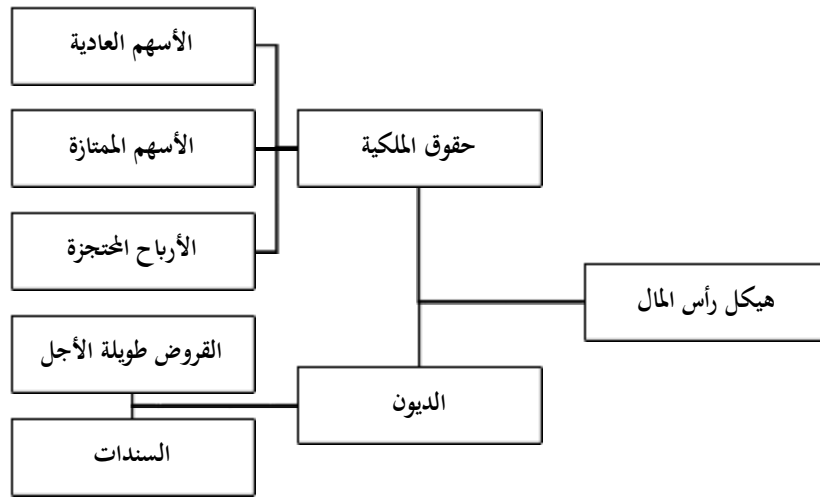 الأسهم العادية
الأسهم الممتازة
حقوق الملكية
الأرباح المحتجزة
هيكل رأس المال
القروض طويلة الأجل
الديون
السندات